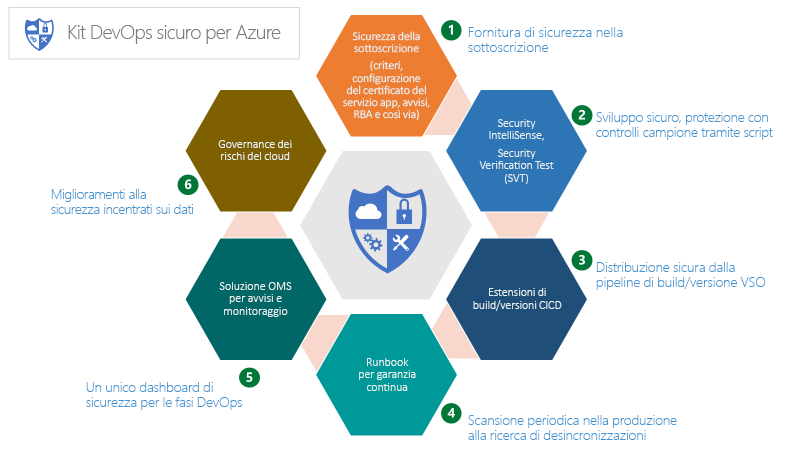 Kit DevOps sicuro per Azure
Sicurezza della
sottoscrizione
(criteri,
configurazione
del certificato del
servizio app, avvisi,
RBA e così via)
1
Fornitura di sicurezza nella
sottoscrizione
Security
IntelliSense,
Security
Verification Test
(SVT)
2
Sviluppo sicuro, protezione con
controlli campione tramite script
Estensioni di
build/versioni CICD
3
Distribuzione sicura dalla
pipeline di build/versione VSO
Runbook
per garanzia
continua
4
Scansione periodica nella produzione
alla ricerca di desincronizzazioni
Soluzione OMS
per avvisi e
monitoraggio
5
Un unico dashboard di
sicurezza per le fasi DevOps
Governance dei
rischi del cloud
6
Miglioramenti alla
sicurezza incentrati sui dati